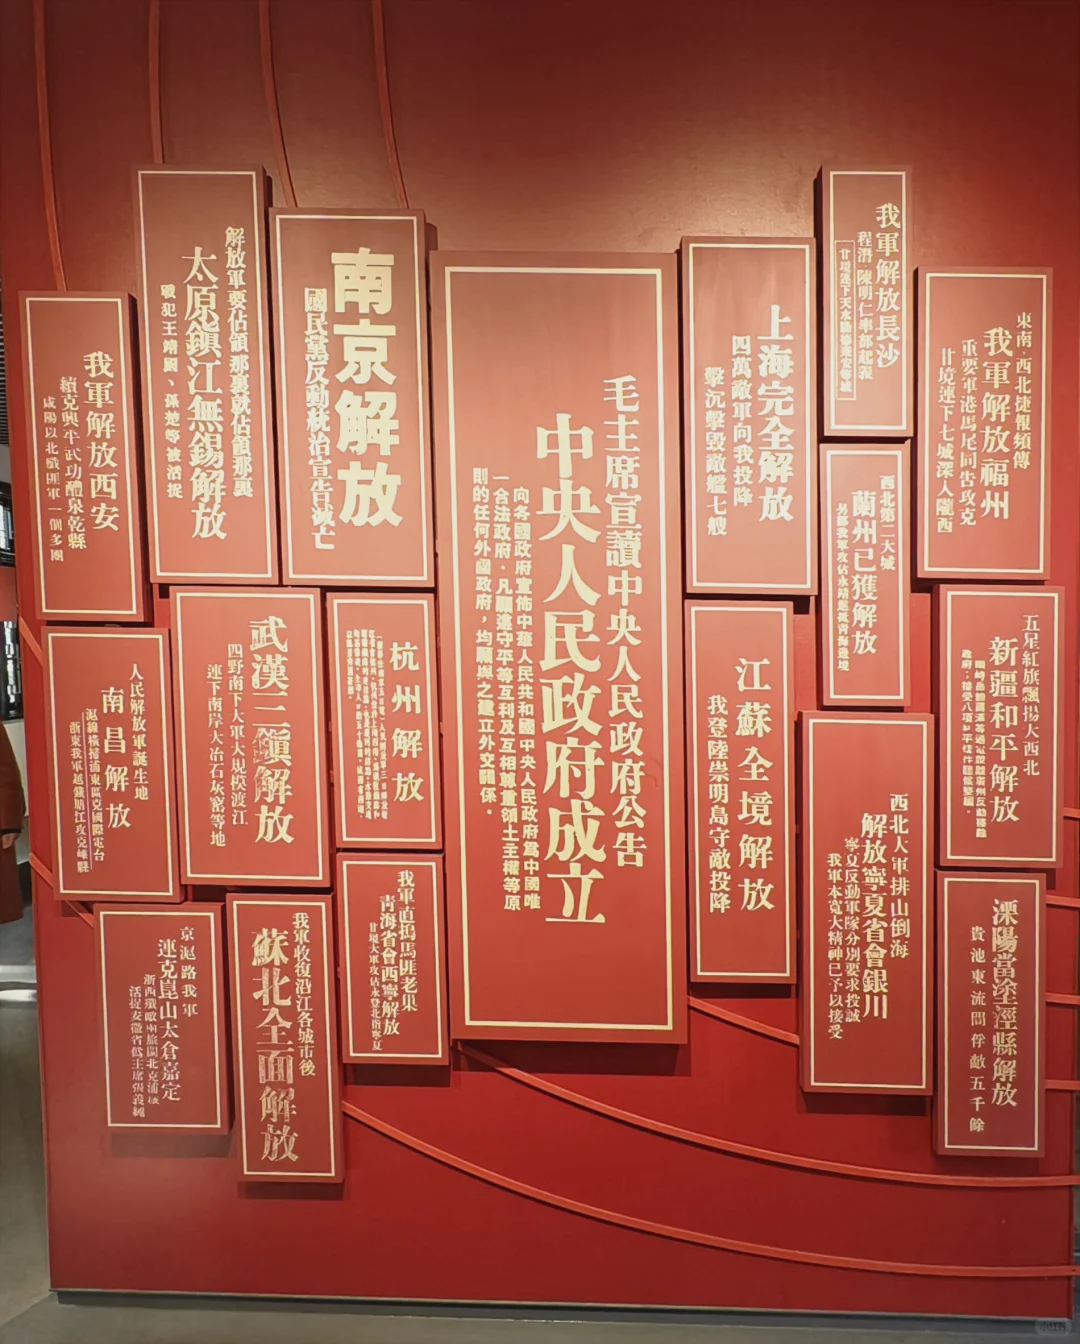 我軍解放西安
續克興平武功醴泉乾縣
咸陽以北殲匪軍一個多團
解放軍要佔領那裏就佔領那裏
太原鎮江無錫解放
戰犯王靖國、孫楚等被活捉
南京解放
國民黨反動統治宣告滅亡
毛主席宣讀中央人民政府公告
中央人民政府成立
向各國政府宣佈中華人民共和國中央人民政府為中國唯
一合法政府．凡願遵守平等互利及互相尊重領土主權等原
則的任何外國政府，均願與之建立外交關係．
上海完全解放
四萬敵軍向我投降
擊沉擊毀敵艦七艘
我軍解放長沙
程潛·陳明仁率部起義
東南·西北捷報頻傳
我軍解放福州
重要軍港馬尾同告攻克
甘境連下七城深入隴西
人民解放軍誕生地
南昌解放
滬線橫掃浦東區克國際電台
武漢三鎮解放
四野南下大軍大規模渡江
連下南岸大冶石灰窰等地
杭州解放
江蘇全境解放
我登陸崇明島守敵投降
西北第二大城
蘭州已獲解放
五星紅旗飄揚大西北
新疆和平解放
京滬路我軍
連克崑山太倉嘉定
我軍收復沿江各城市後
蘇北全面解放
我軍直搗馬匪老巢
青海省會西寧解放
西北大軍排山倒海
解放寧夏省會銀川
寧夏反動軍隊分別要求投誠
我軍本寬大精神已予以接受
溧陽當塗涇縣解放
貴池東流間俘敵五千餘
小红书